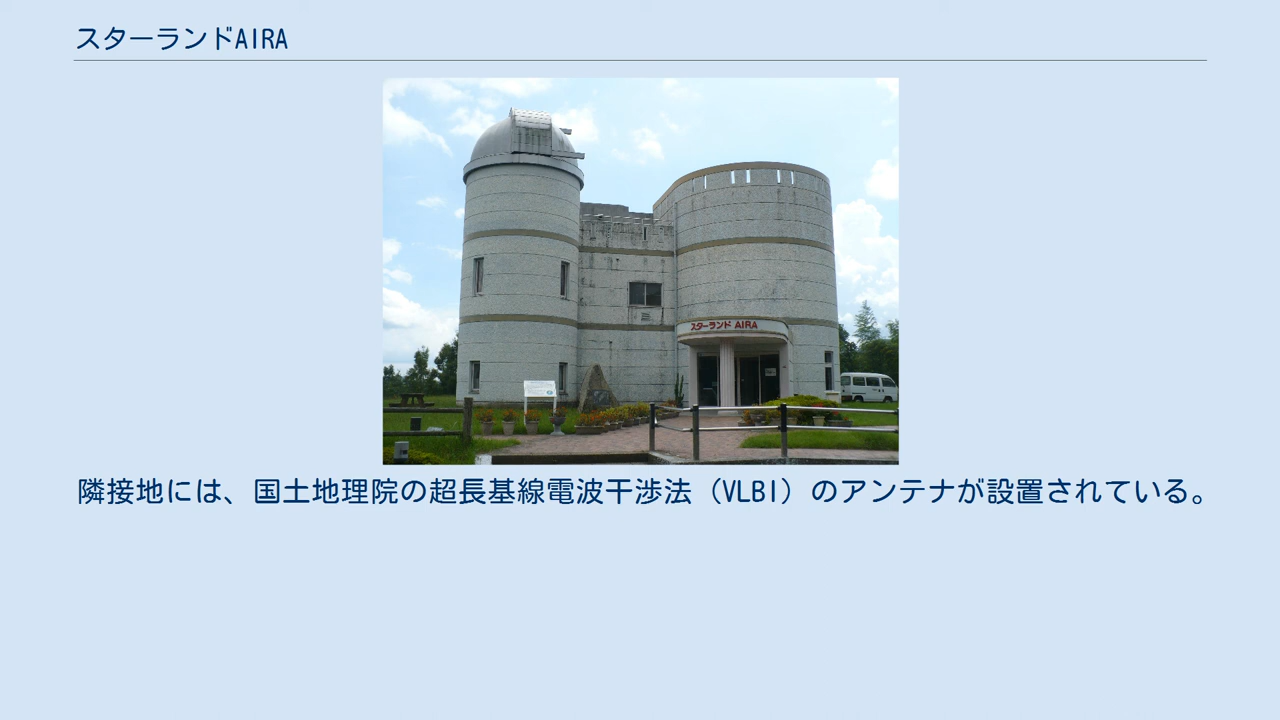 スターランドAIRA
スターランド AIRA
隣接地には、国土地理院の超長基線電波干渉法（VLBI）のアンテナが設置されている。